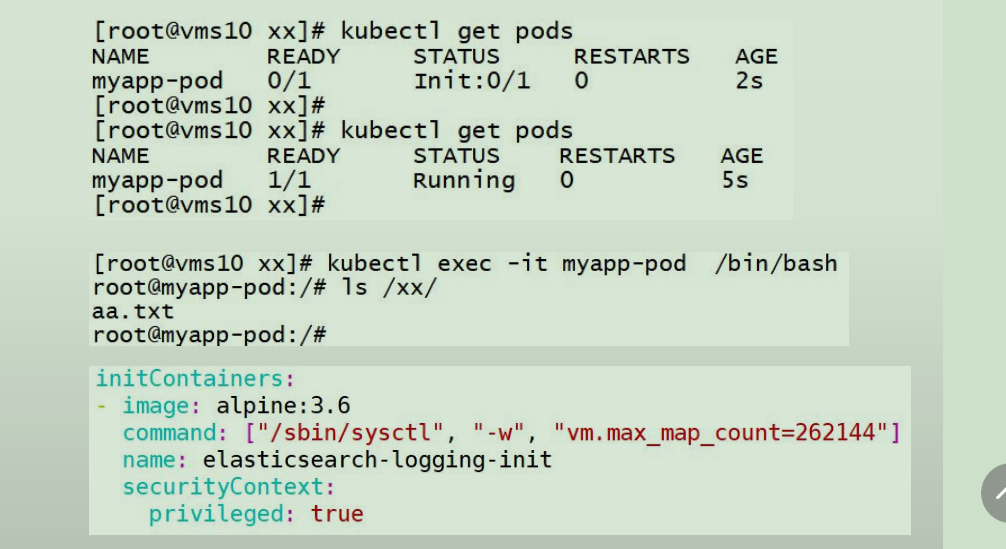 [root@vms10 xx]# kubectl get pods
NAME READY STATUS RESTARTS AGE
myapp-pod 0/1 Init:0/1 0 2s
[root@vms10 xx]#
[root@vms10 xx]# kubectl get pods
NAME READY STATUS RESTARTS AGE
myapp-pod 1/1 Running 0 5s
[root@vms10 xx]#
[root@vms10 xx]# kubectl exec -it myapp-pod /bin/bash
root@myapp-pod:/# ls /xx/
aa.txt
root@myapp-pod:/#
initContainers:
- image: alpine:3.6
command: ["/sbin/sysctl", "-w", "vm.max_map_count=262144"]
name: elasticsearch-logging-init
securityContext:
privileged: true